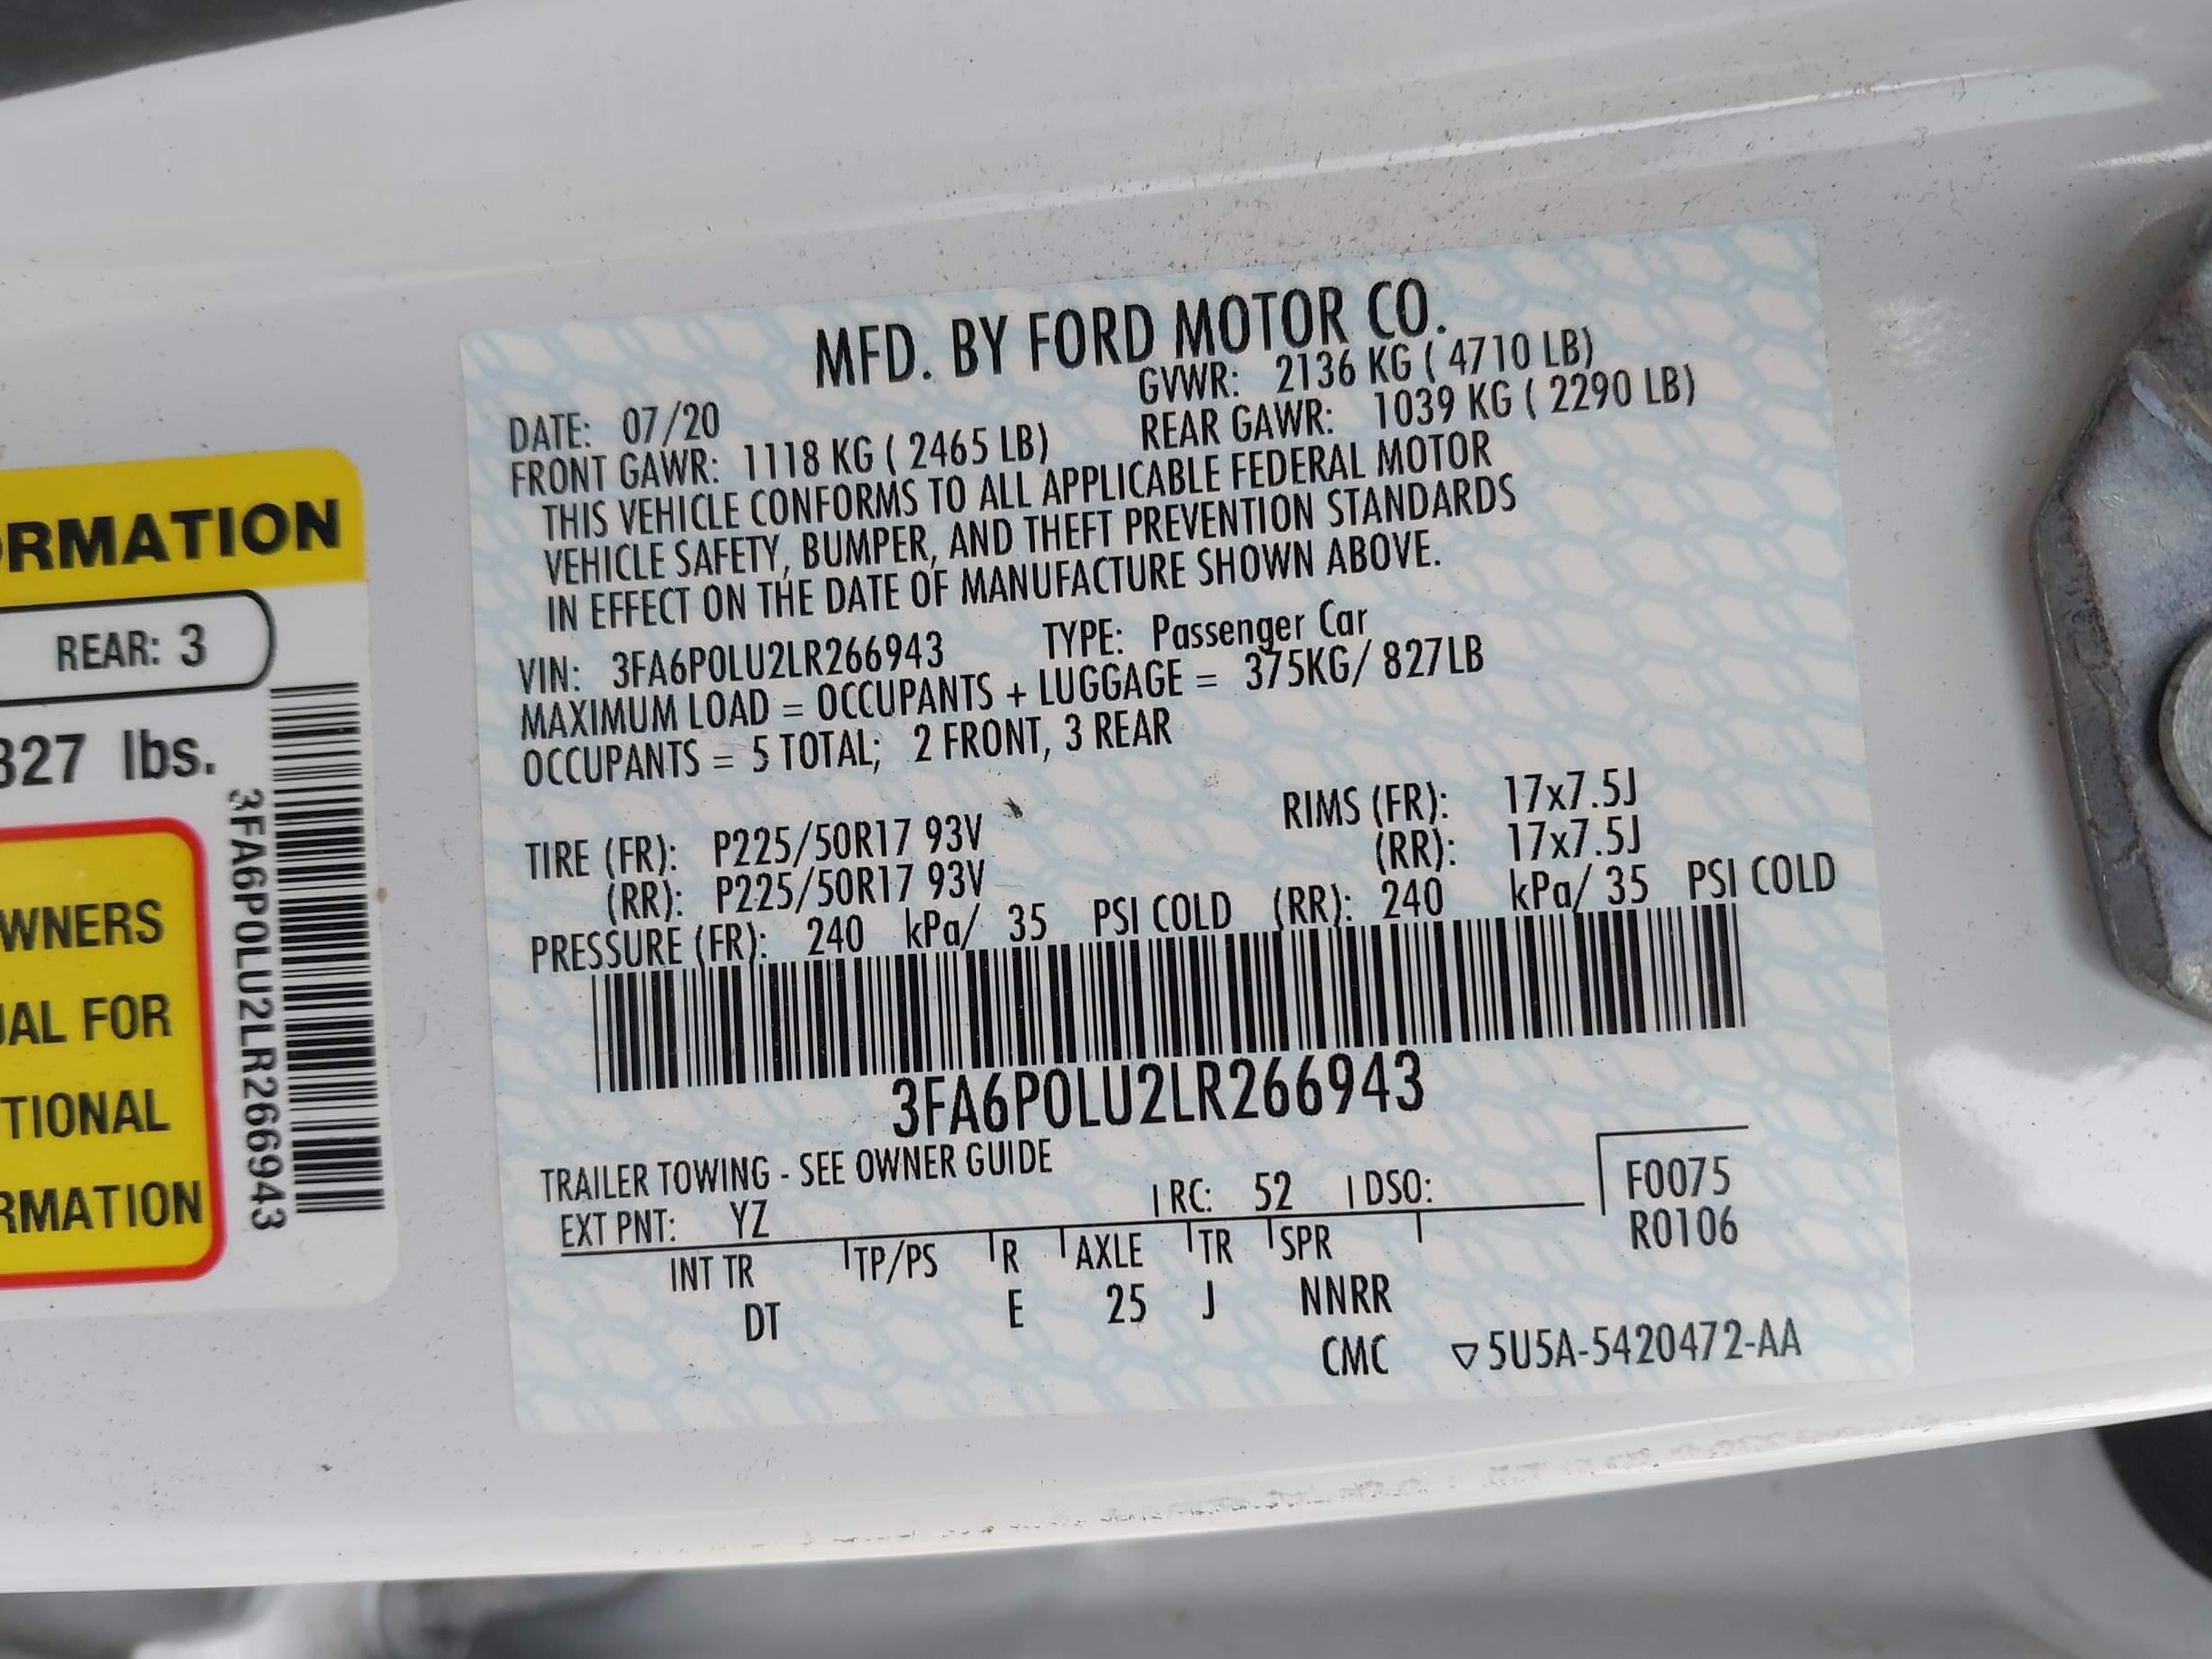 MFD. BY FORD MOTOR CO.
DATE: 07/20 GVWR: 2136 KG ( 4710 LB)
FRONT GAWR: 1118 KG ( 2465 LB) REAR GAWR: 1039 KG ( 2290 LB)
THIS VEHICLE CONFORMS TO ALL APPLICABLE FEDERAL MOTOR
VEHICLE SAFETY, BUMPER, AND THEFT PREVENTION STANDARDS
IN EFFECT ON THE DATE OF MANUFACTURE SHOWN ABOVE.
VIN: 3FA6P0LU2LR266943 TYPE: Passenger Car
MAXIMUM LOAD = OCCUPANTS + LUGGAGE = 375KG/ 827LB
OCCUPANTS = 5 TOTAL; 2 FRONT, 3 REAR
TIRE (FR): P225/50R17 93V RIMS (FR): 17x7.5J
(RR): P225/50R17 93V (RR): 17x7.5J
PRESSURE (FR): 240 kPa/ 35 PSI COLD (RR): 240 kPa/ 35 PSI COLD
3FA6P0LU2LR266943
TRAILER TOWING - SEE OWNER GUIDE
EXT PNT: YZ RC: 52 DSO:
F0075
R0106
INT TR TP/PS R AXLE TR SPR
DT E 25 J NNRR
CMC ▽5U5A-5420472-AA
RMATION
REAR: 3
827 lbs.
WNERS
UAL FOR
TIONAL
RMATION
3FA6P0LU2LR266943